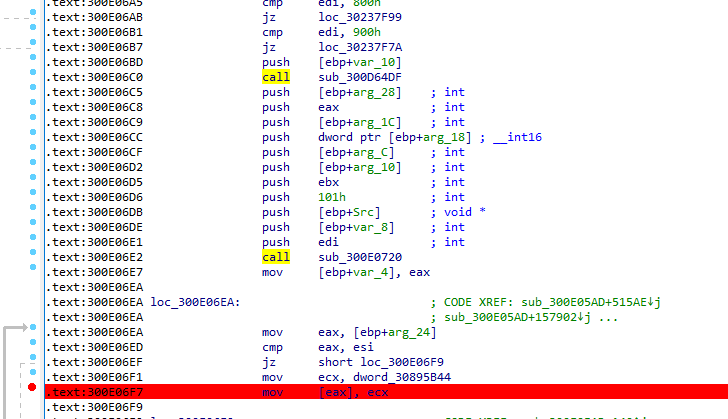 .text:300E06A5 cmp edi, 800h
.text:300E06AB jz loc_30237F99
.text:300E06B1 cmp edi, 900h
.text:300E06B7 jz loc_30237F7A
.text:300E06BD push [ebp+var_10]
.text:300E06C0 call sub_300D64DF
.text:300E06C5 push [ebp+arg_28] ; int
.text:300E06C8 push eax ; int
.text:300E06C9 push [ebp+arg_1C] ; int
.text:300E06CC push dword ptr [ebp+arg_18] ; __int16
.text:300E06CF push [ebp+arg_C] ; int
.text:300E06D2 push [ebp+arg_10] ; int
.text:300E06D5 push ebx ; int
.text:300E06D6 push 101h ; int
.text:300E06DB push [ebp+Src] ; void *
.text:300E06DE push [ebp+var_8] ; int
.text:300E06E1 push edi ; int
.text:300E06E2 call sub_300E0720
.text:300E06E7 mov [ebp+var_4], eax
.text:300E06EA
.text:300E06EA loc_300E06EA: ; CODE XREF: sub_300E05AD+515AE↓j
.text:300E06EA ; sub_300E05AD+157902↓j ...
.text:300E06EA mov eax, [ebp+arg_24]
.text:300E06ED cmp eax, esi
.text:300E06EF jz short loc_300E06F9
.text:300E06F1 mov ecx, dword_30895B44
.text:300E06F7 mov [eax], ecx
.text:300E06F9